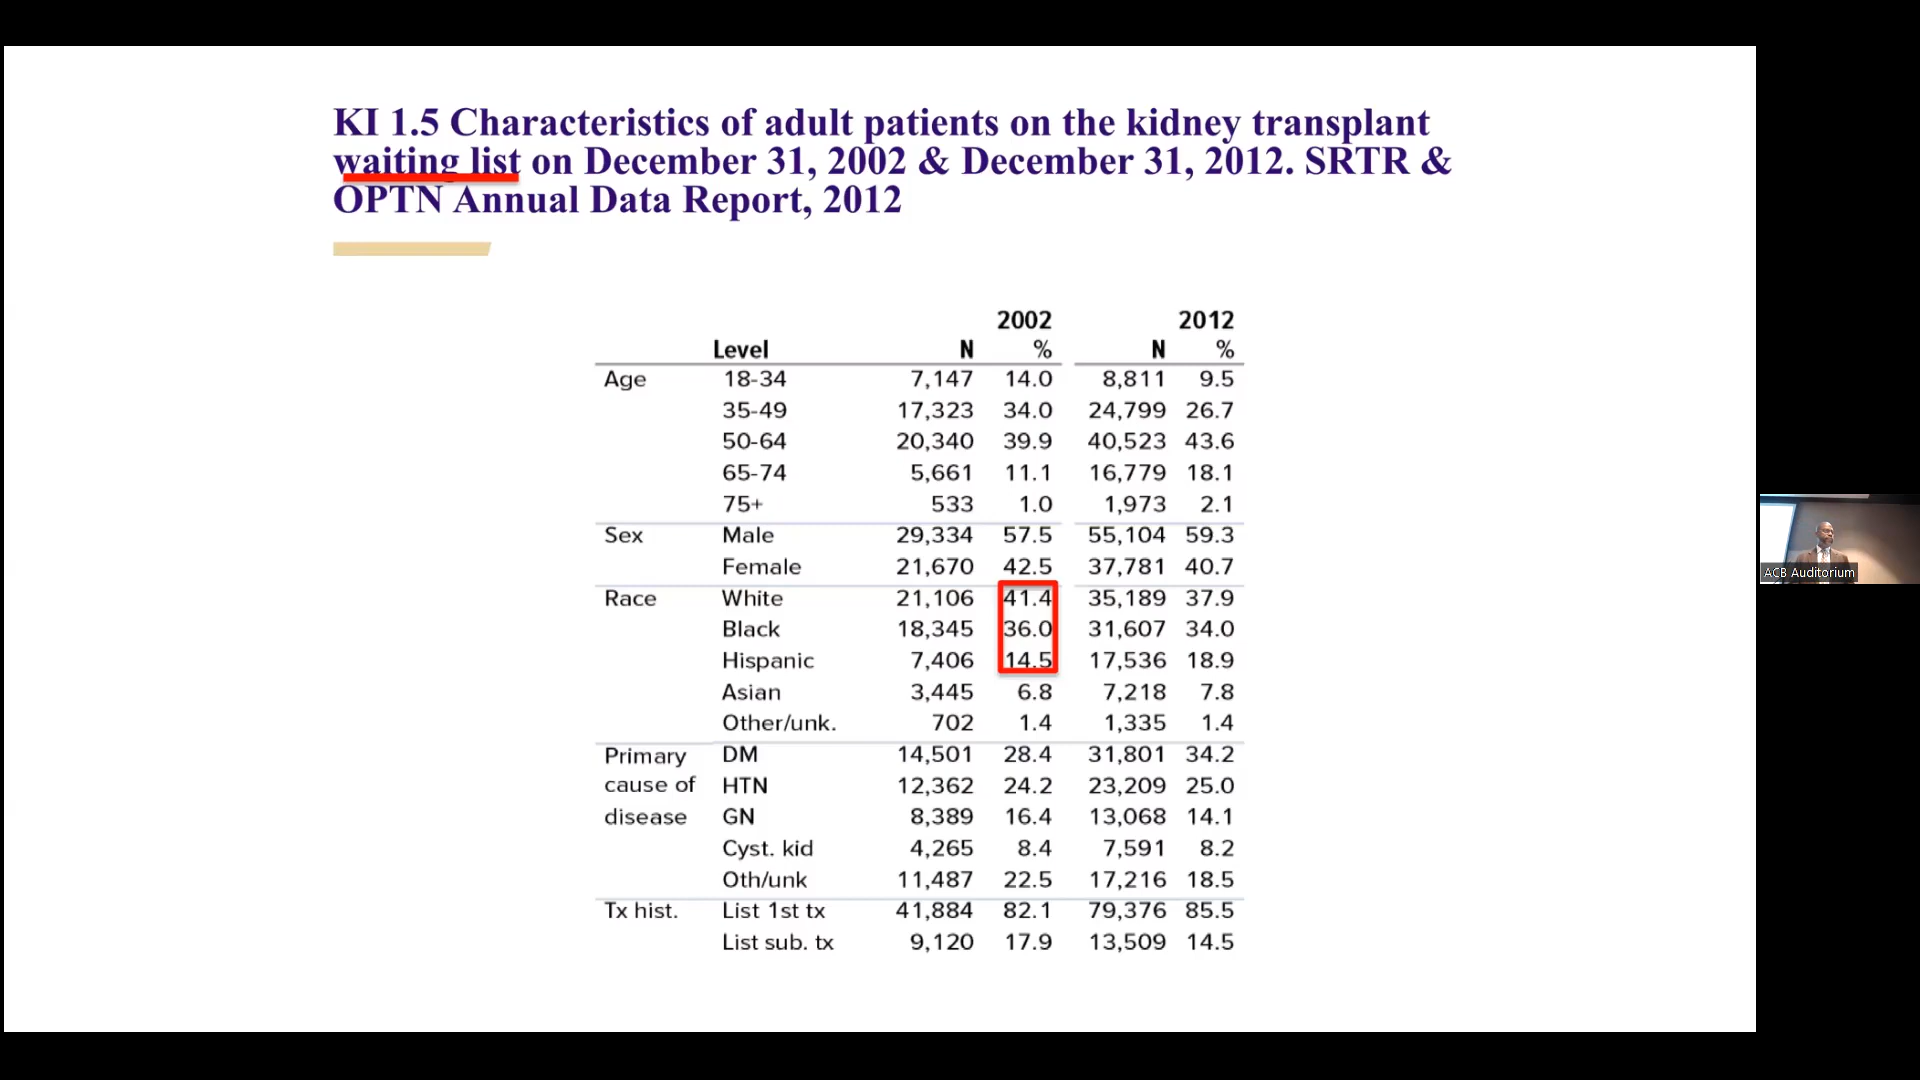 KI 1.5 Characteristics of adult patients on the kidney transplant
waiting list on December 31, 2002 & December 31, 2012. SRTR &
OPTN Annual Data Report, 2012
2002 2012
Level N % N %
Age 18-34 7,147 14.0 8,811 9.5
35-49 17,323 34.0 24,799 26.7
50-64 20,340 39.9 40,523 43.6
65-74 5,661 11.1 16,779 18.1
75+ 533 1.0 1,973 2.1
Sex Male 29,334 57.5 55,104 59.3
Female 21,670 42.5 37,781 40.7
Race White 21,106 41.4 35,189 37.9
Black 18,345 36.0 31,607 34.0
Hispanic 7,406 14.5 17,536 18.9
Asian 3,445 6.8 7,218 7.8
Other/unk. 702 1.4 1,335 1.4
Primary DM 14,501 28.4 31,801 34.2
cause of HTN 12,362 24.2 23,209 25.0
disease GN 8,389 16.4 13,068 14.1
Cyst. kid 4,265 8.4 7,591 8.2
Oth/unk 11,487 22.5 17,216 18.5
Tx hist. List 1st tx 41,884 82.1 79,376 85.5
List sub. tx 9,120 17.9 13,509 14.5
ACB Auditorium